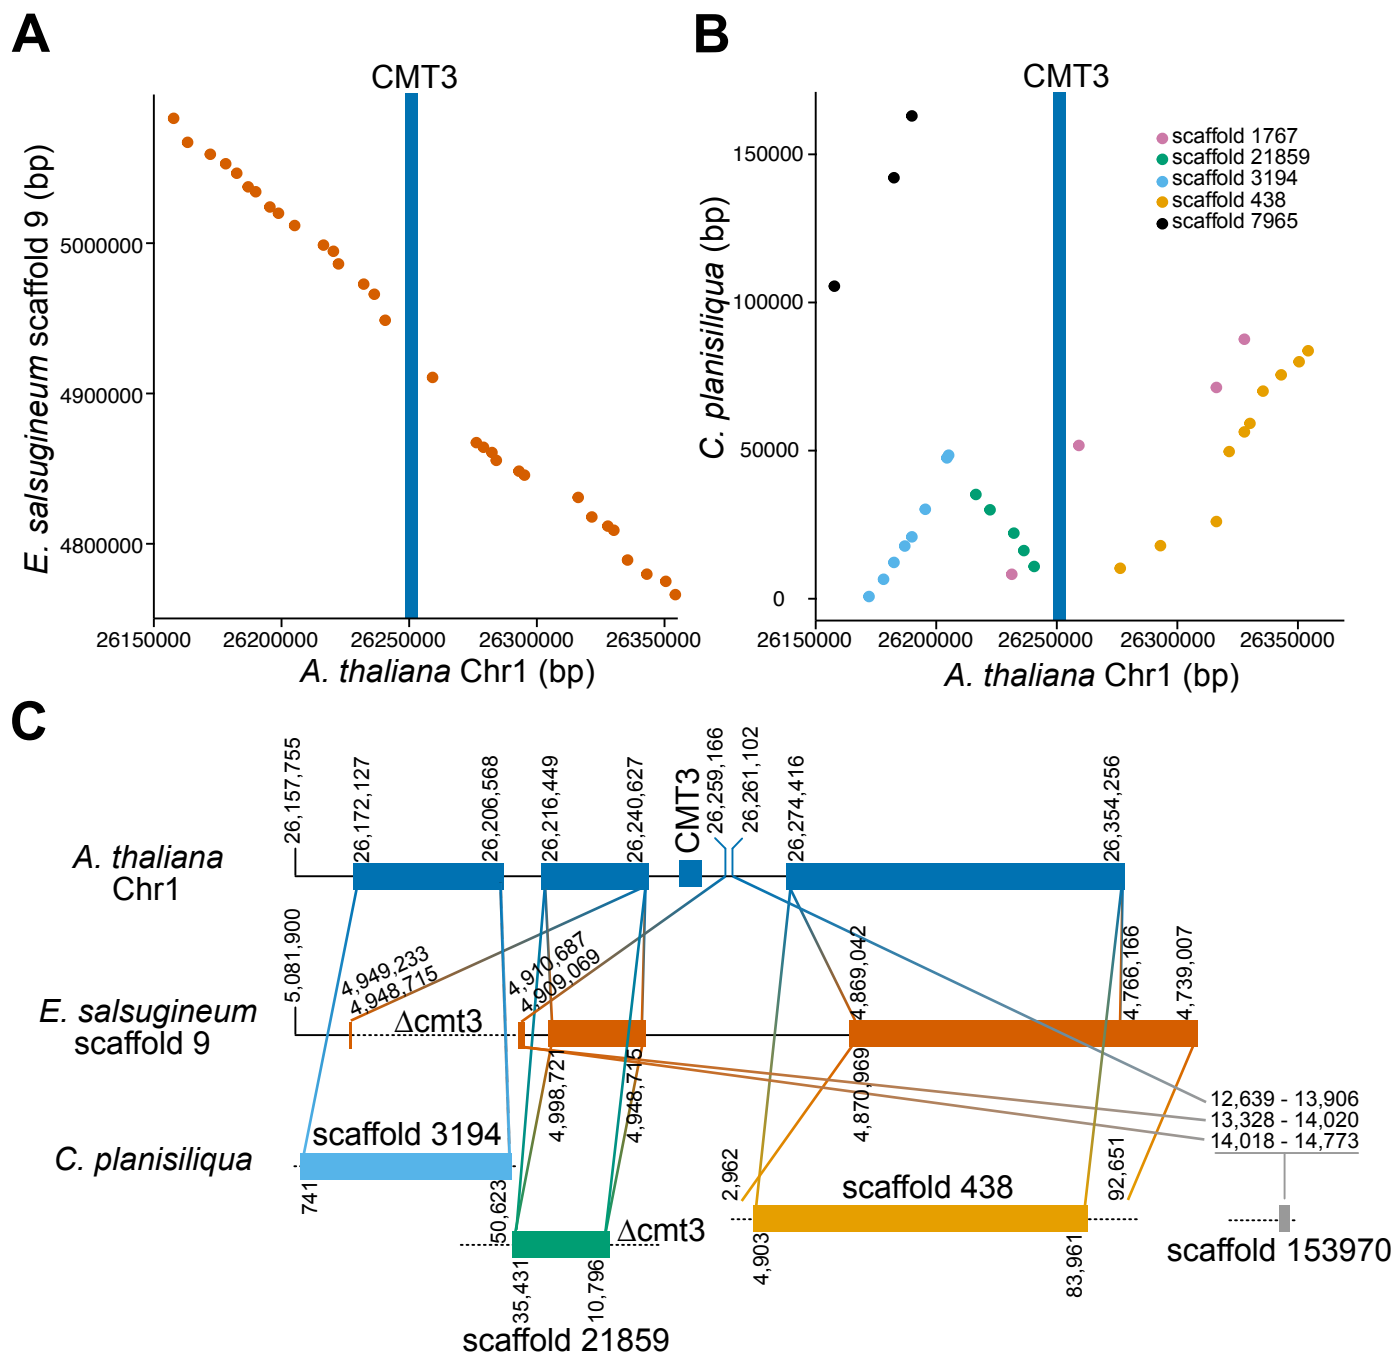 A
CMT3
E. salsugineum scaffold 9 (bp)
5000000
4900000
4800000
26150000
26200000
26250000
26300000
26350000
A. thaliana Chr1 (bp)
B
CMT3
C. planisiliqua (bp)
150000
100000
50000
0
scaffold 1767
scaffold 21859
scaffold 3194
scaffold 438
scaffold 7965
26150000
26200000
26250000
26300000
26350000
A. thaliana Chr1 (bp)
C
A. thaliana
Chr1
26,157,755
26,172,127
26,206,568
26,216,449
26,240,627
CMT3
26,259,166
26,261,102
26,274,416
26,354,256
E. salsugineum
scaffold 9
5,081,900
4,949,233
4,948,715
Δcmt3
4,910,687
4,909,069
4,998,721
4,948,715
4,869,042
4,870,969
4,766,166
4,739,007
12,639 - 13,906
13,328 - 14,020
14,018 - 14,773
C. planisiliqua
scaffold 3194
741
50,623
35,431
10,796
Δcmt3
scaffold 21859
2,962
scaffold 438
92,651
4,903
83,961
scaffold 153970